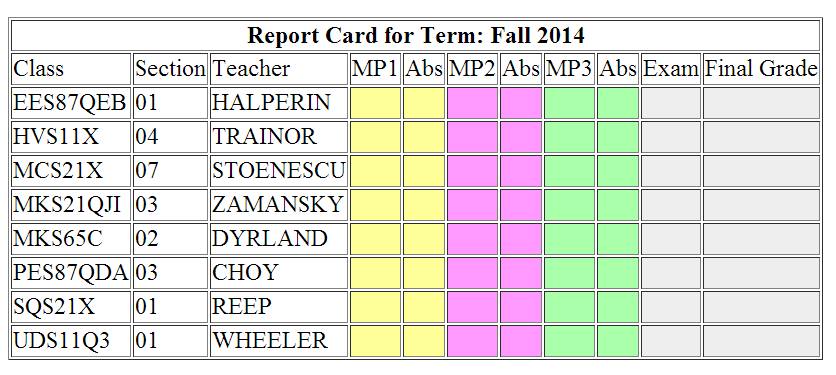 Report Card for Term: Fall 2014
Class Section Teacher MP1 Abs MP2 Abs MP3 Abs Exam Final Grade
EES87QEB 01 HALPERIN
HVS11X 04 TRAINOR
MCS21X 07 STOENESCU
MKS21QJI 03 ZAMANSKY
MKS65C 02 DYRLAND
PES87QDA 03 CHOY
SQS21X 01 REEP
UDS11Q3 01 WHEELER